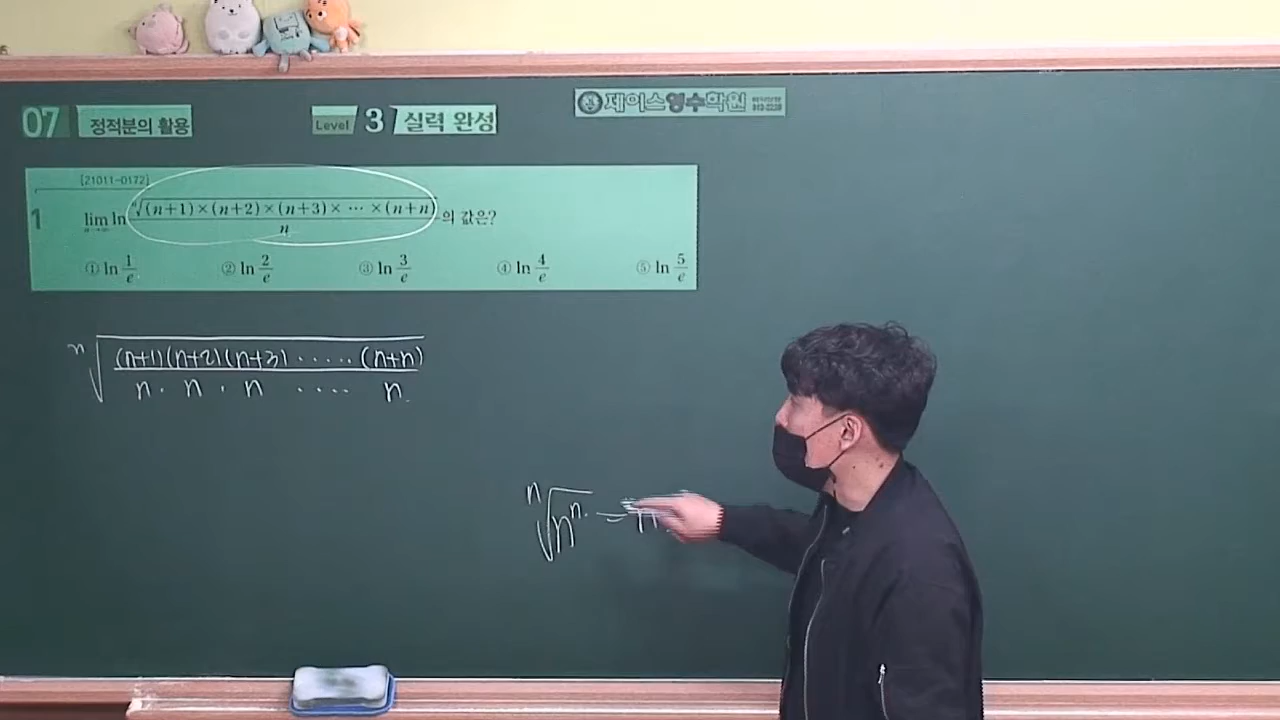 07 정적분의 활용
Level 3 실력 완성
제이스영수학원
[21011-0172]
1
lim ln √(n+1)×(n+2)×(n+3)×⋯×(n+n) / n 의 값은?
① ln 1/e ② ln 2/e ③ ln 3/e ④ ln 4/e ⑤ ln 5/e
ⁿ√(n+1)(n+2)(n+3)⋯⋯(n+n) / n · n · n ⋯⋯ n
ⁿ√nⁿ = n